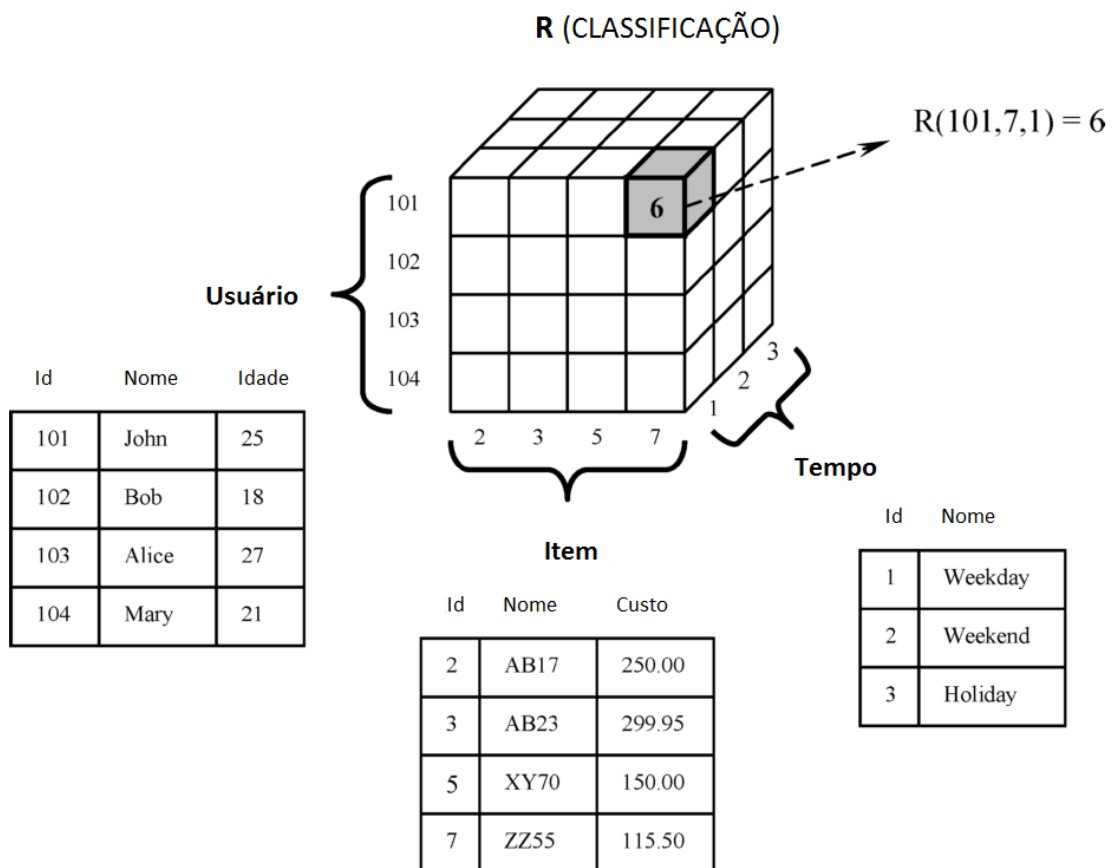 R (CLASSIFICAÇÃO)
R(101,7,1) = 6
101
6
102
Usuário
103
104
3
2
1
2 3 5 7
Tempo
Id Nome Idade
101 John 25
102 Bob 18
103 Alice 27
104 Mary 21
Item
Id Nome Custo
2 AB17 250.00
3 AB23 299.95
5 XY70 150.00
7 ZZ55 115.50
Id Nome
1 Weekday
2 Weekend
3 Holiday